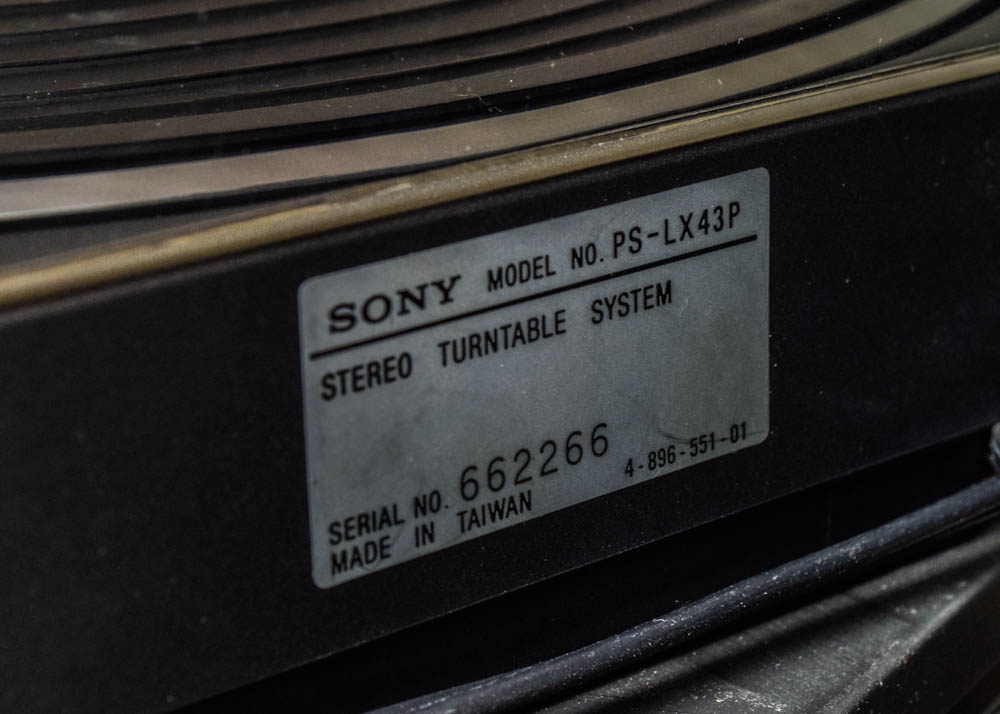 SONY MODEL NO. PS-LX43P
STEREO TURNTABLE SYSTEM
SERIAL NO. 662266 4-896-551-01
MADE IN TAIWAN